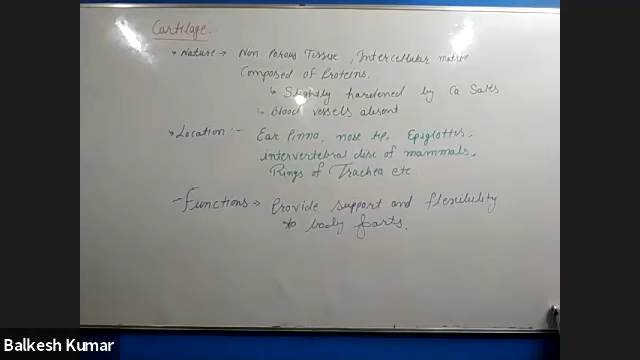 Cartilage.
Nature → Non Porous Tissue, Intercellular matrix
Composed of Proteins.
↳ Slightly hardened by Ca Salts
↳ Blood vessels absent
Location :- Ear Pinna, nose tip, Epiglottis,
intervertebral disc of mammals,
Rings of Trachea etc
- Functions → Provide support and flexibility
to body parts.
Balkesh Kumar